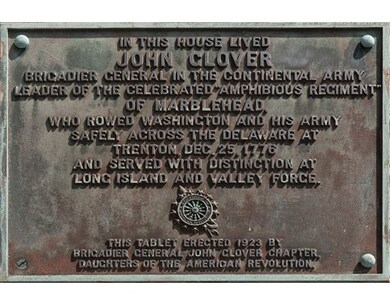 IN THIS HOUSE LIVED
JOHN GLOVER
BRIGADIER GENERAL IN THE CONTINENTAL ARMY
LEADER OF THE CELEBRATED "AMPHIBIOUS REGIMENT"
OF MARBLEHEAD
WHO ROWED WASHINGTON AND HIS ARMY
SAFELY ACROSS THE DELAWARE AT
TRENTON, DEC. 25, 1776
AND SERVED WITH DISTINCTION AT
LONG ISLAND AND VALLEY FORGE.
THIS TABLET ERECTED 1923 BY
BRIGADIER GENERAL JOHN GLOVER CHAPTER,
DAUGHTERS OF THE AMERICAN REVOLUTION.